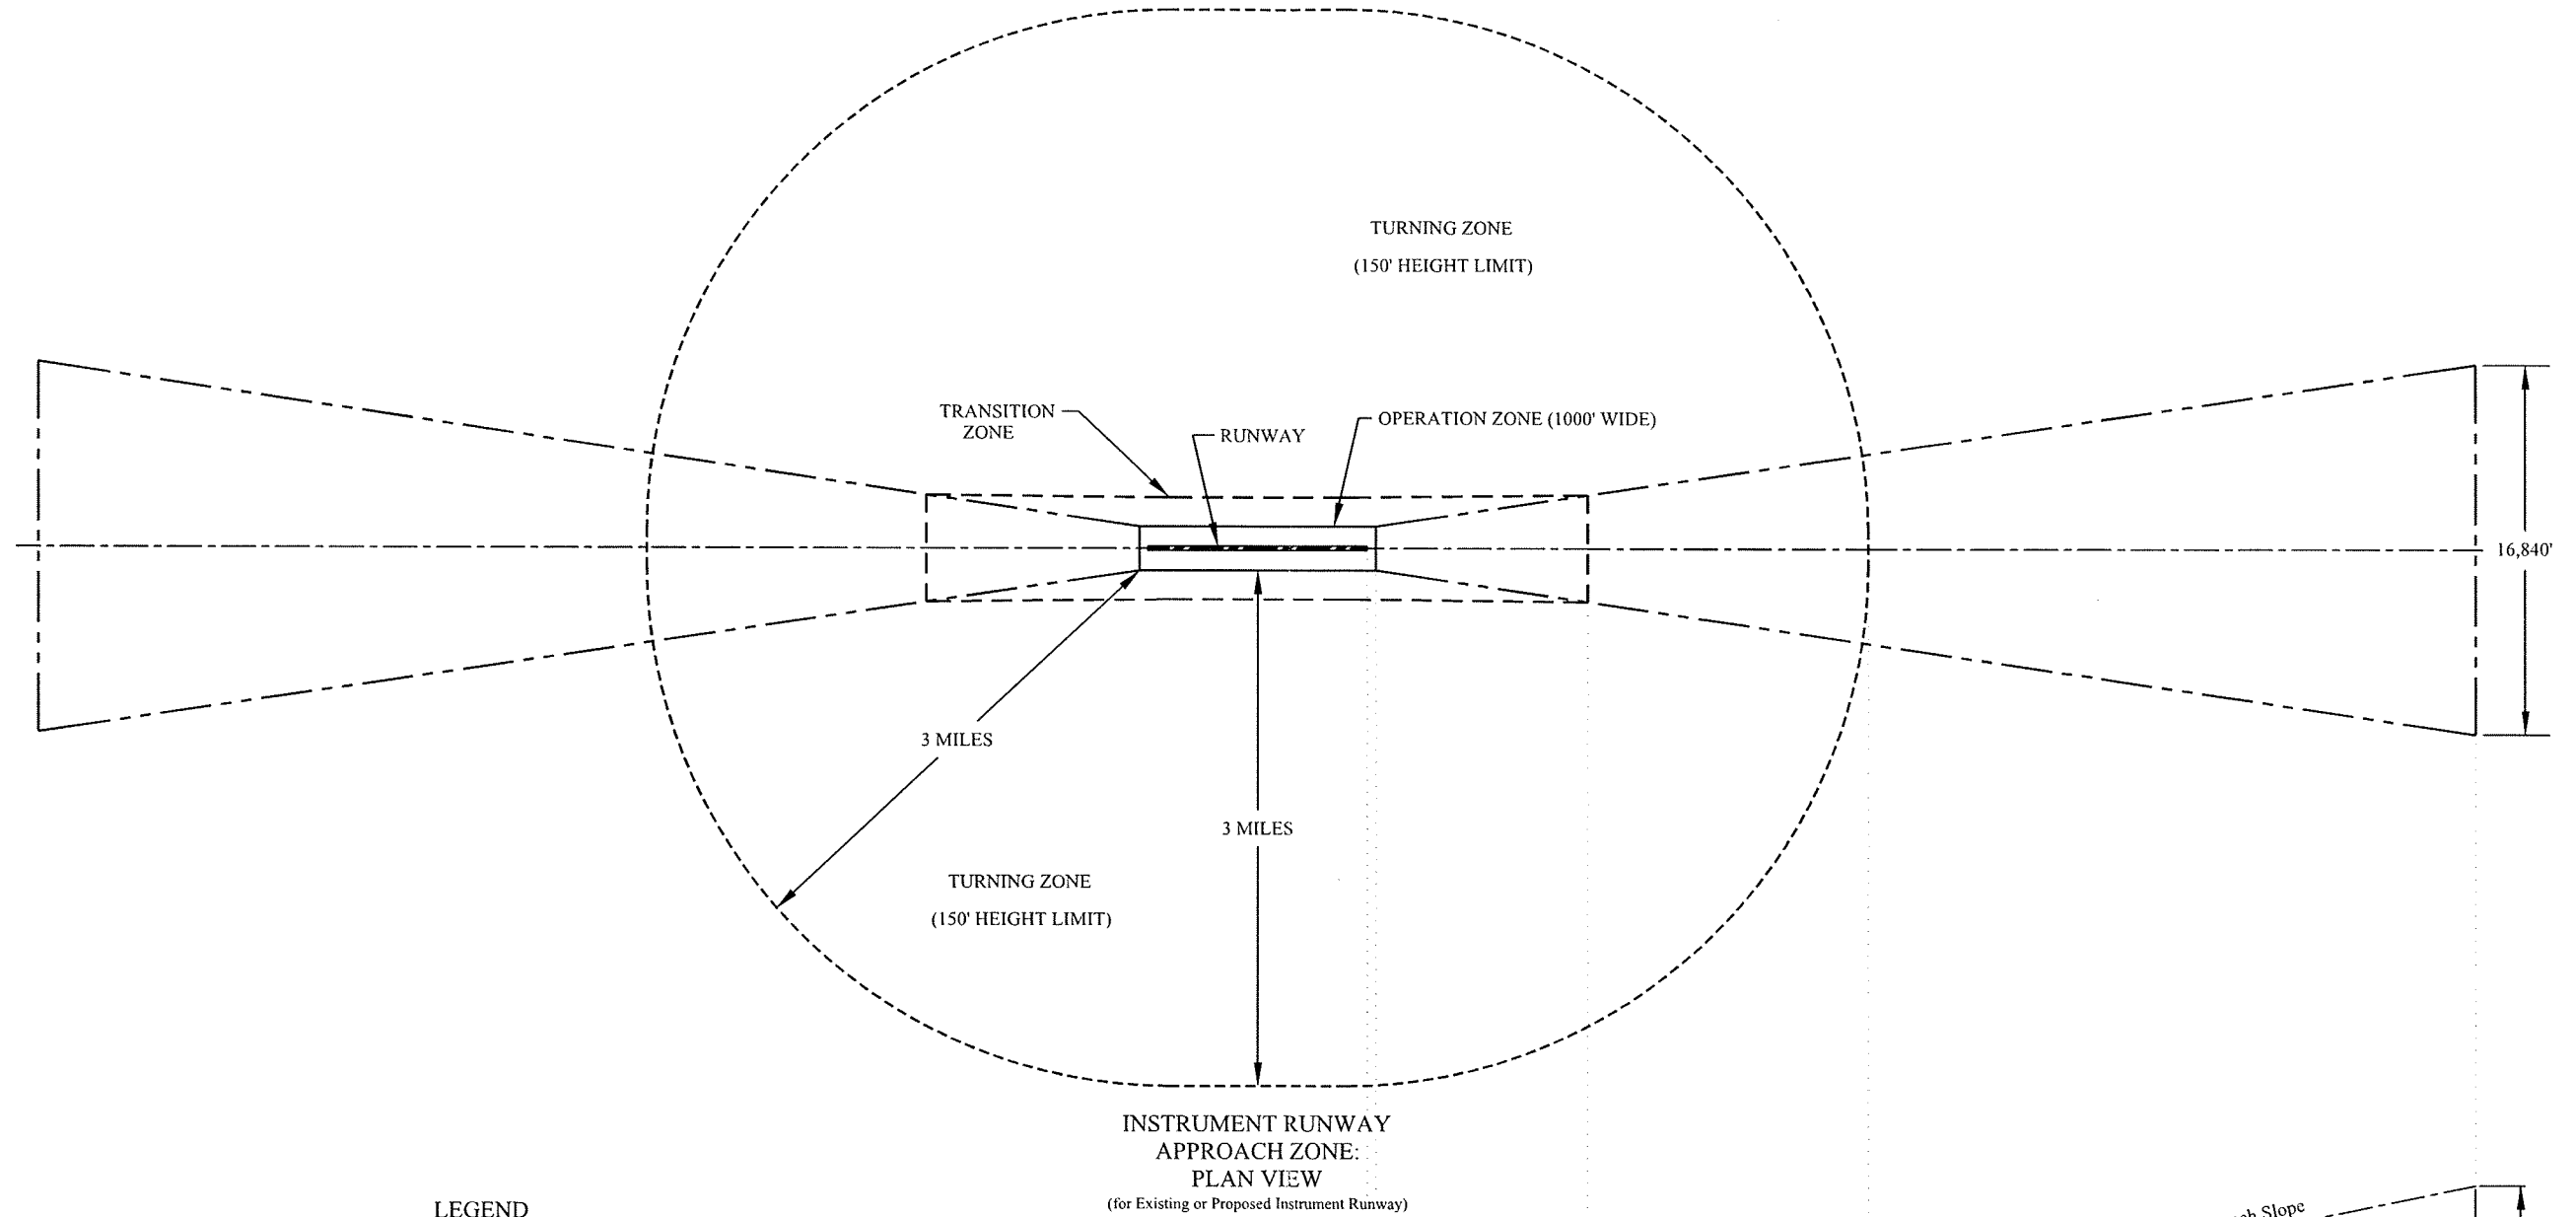 TURNING ZONE
(150' HEIGHT LIMIT)
TRANSITION
ZONE
RUNWAY
OPERATION ZONE (1000' WIDE)
16,840'
3 MILES
3 MILES
TURNING ZONE
(150' HEIGHT LIMIT)
INSTRUMENT RUNWAY
APPROACH ZONE:
PLAN VIEW
(for Existing or Proposed Instrument Runway)
LEGEND
Slope